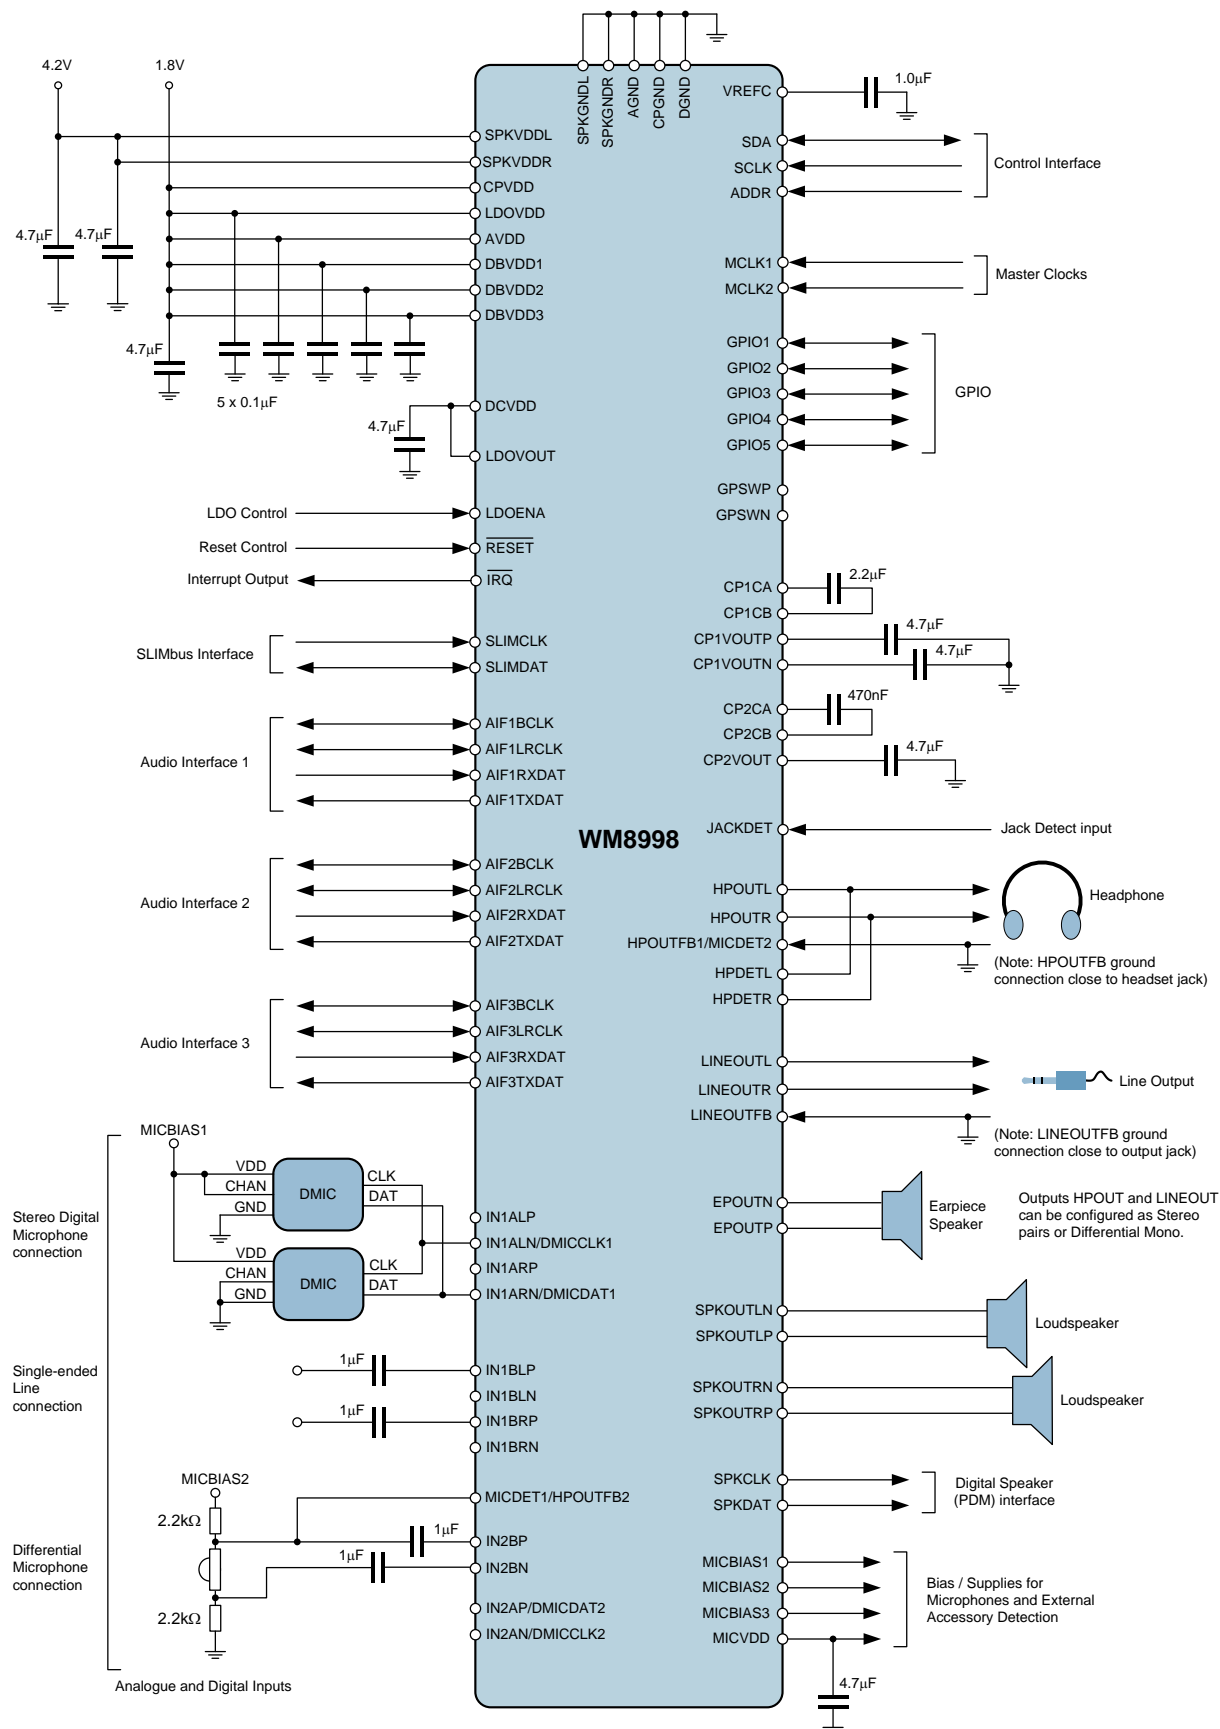 4.2V
1.8V
4.7µF
4.7µF
4.7µF
5 x 0.1µF
4.7µF
LDO Control
Reset Control
Interrupt Output
SLIMbus Interface
Audio Interface 1
Audio Interface 2
Audio Interface 3
MICBIAS1
VDD
CHAN
GND
DMIC
CLK
DAT
VDD
CHAN
GND
DMIC
CLK
DAT
Stereo Digital
Microphone
connection
Single-ended
Line
connection
1µF
1µF
MICBIAS2
2.2kΩ
2.2kΩ
1µF
1µF
Differential
Microphone
connection
Analogue and Digital Inputs
SPKVDDL
SPKVDDR
CPVDD
LDOVDD
AVDD
DBVDD1
DBVDD2
DBVDD3
DCVDD
LDOVOUT
LDOENA
RESET
IRQ
SLIMCLK
SLIMDAT
AIF1BCLK
AIF1LRCLK
AIF1RXDAT
AIF1TXDAT
AIF2BCLK
AIF2LRCLK
AIF2RXDAT
AIF2TXDAT
AIF3BCLK
AIF3LRCLK
AIF3RXDAT
AIF3TXDAT
IN1ALP
IN1ALN/DMICCLK1
IN1ARP
IN1ARN/DMICDAT1
IN1BLP
IN1BLN
IN1BRP
IN1BRN
MICDET1/HPOUTFB2
IN2BP
IN2BN
IN2AP/DMICDAT2
IN2AN/DMICCLK2
SPKGNDL
SPKGNDR
AGND
CPGND
DGND
WM8998
VREFC
SDA
SCLK
ADDR
MCLK1
MCLK2
GPIO1
GPIO2
GPIO3
GPIO4
GPIO5
GPSWP
GPSWN
CP1CA
CP1CB
CP1VOUTP
CP1VOUTN
CP2CA
CP2CB
CP2VOUT
JACKDET
HPOUTL
HPOUTR
HPOUTFB1/MICDET2
HPDETL
HPDETR
LINEOUTL
LINEOUTR
LINEOUTFB
EPOUTN
EPOUTP
SPKOUTLN
SPKOUTLP
SPKOUTRN
SPKOUTRP
SPKCLK
SPKDAT
MICBIAS1
MICBIAS2
MICBIAS3
MICVDD
1.0µF
Control Interface
Master Clocks
GPIO
2.2µF
4.7µF
4.7µF
470nF
4.7µF
Jack Detect input
Headphone
(Note: HPOUTFB ground
connection close to headset jack)
Line Output
(Note: LINEOUTFB ground
connection close to output jack)
Earpiece
Speaker
Outputs HPOUT and LINEOUT
can be configured as Stereo
pairs or Differential Mono.
Loudspeaker
Loudspeaker
Digital Speaker
(PDM) interface
Bias / Supplies for
Microphones and External
Accessory Detection
4.7µF